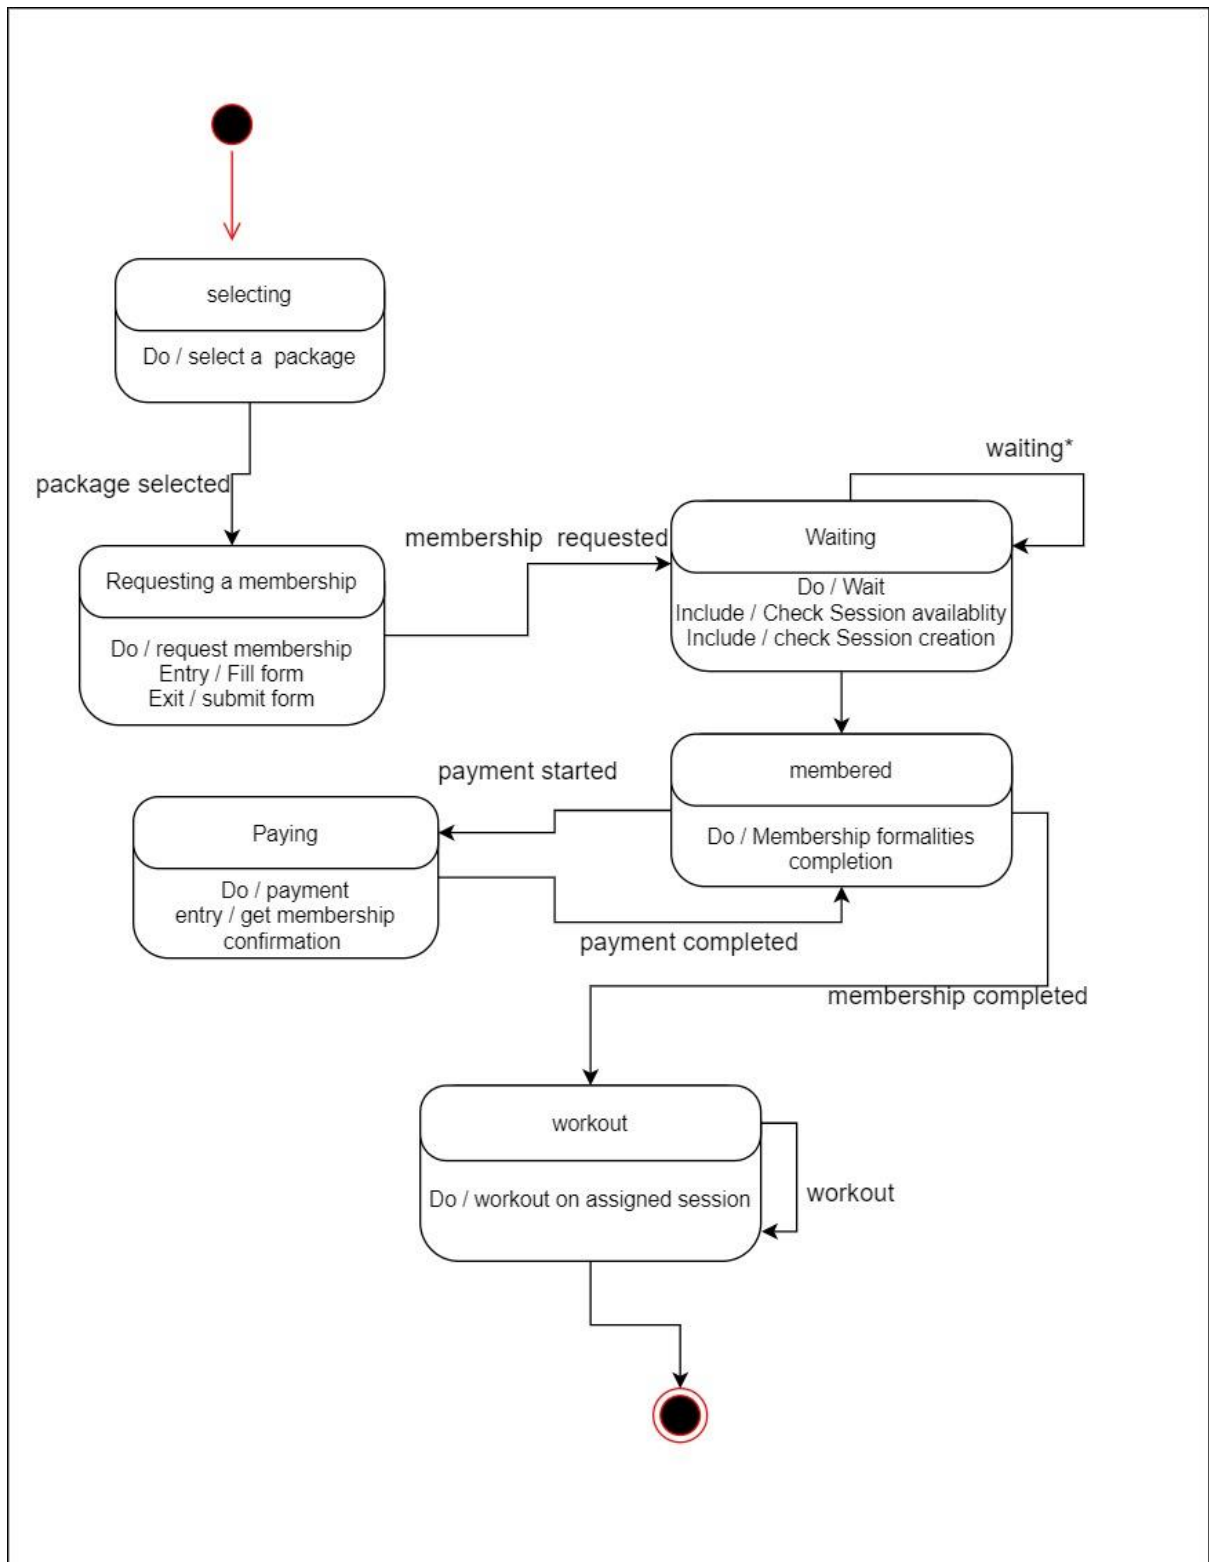 selecting
Do / select a  package
package selected
waiting*
membership  requested
Waiting
Do / Wait
Include / Check Session availablity
Include / check Session creation
Requesting a membership
Do / request membership
Entry / Fill form
Exit / submit form
payment started
membered
Do / Membership formalities
completion
Paying
Do / payment
entry / get membership
confirmation
payment completed
membership completed
workout
Do / workout on assigned session
workout